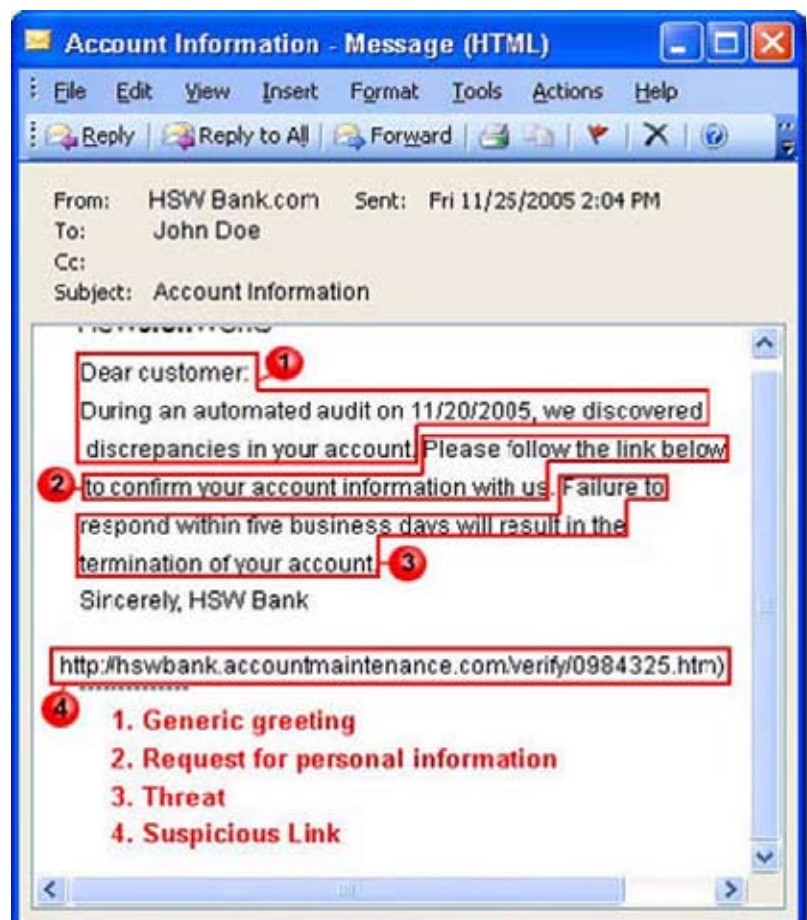 Account Information - Message (HTML)
File Edit View Insert Format Tools Actions Help
Reply Reply to All Forward
From: HSW Bank.com Sent: Fri 11/25/2005 2:04 PM
To: John Doe
Cc:
Subject: Account Information
Dear customer: 1
During an automated audit on 11/20/2005, we discovered
discrepancies in your account. Please follow the link below
2 to confirm your account information with us. Failure to
respond within five business days will result in the
termination of your account. 3
Sincerely, HSW Bank
http://hswbank.accountmaintenance.com/verify/0984325.htm)
4
1. Generic greeting
2. Request for personal information
3. Threat
4. Suspicious Link